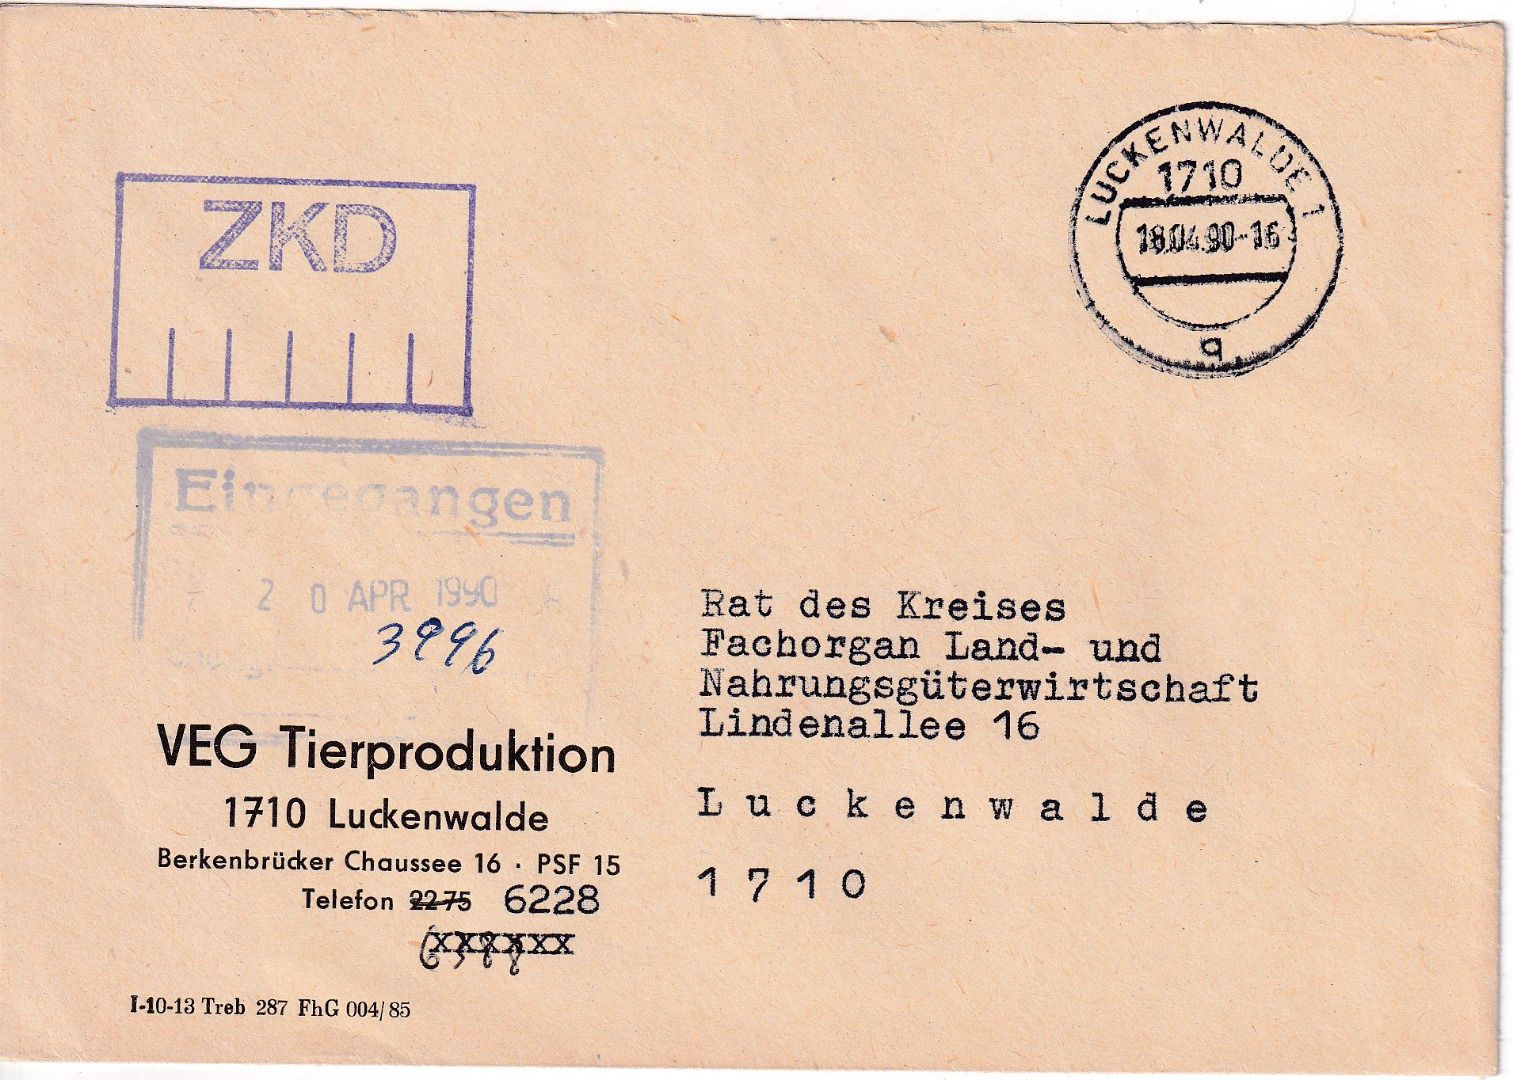 ZKD
LUCKENWALDE 1
1710
18.04.90-16
q
Eingegangen
20 APR 1990
3996
VEG Tierproduktion
1710 Luckenwalde
Berkenbrücker Chaussee 16 · PSF 15
Telefon 2275 6228
xxxxxx
I-10-13 Treb 287 FhG 004/85
Rat des Kreises
Fachorgan Land- und
Nahrungsgüterwirtschaft
Lindenallee 16
Luckenwalde
1710